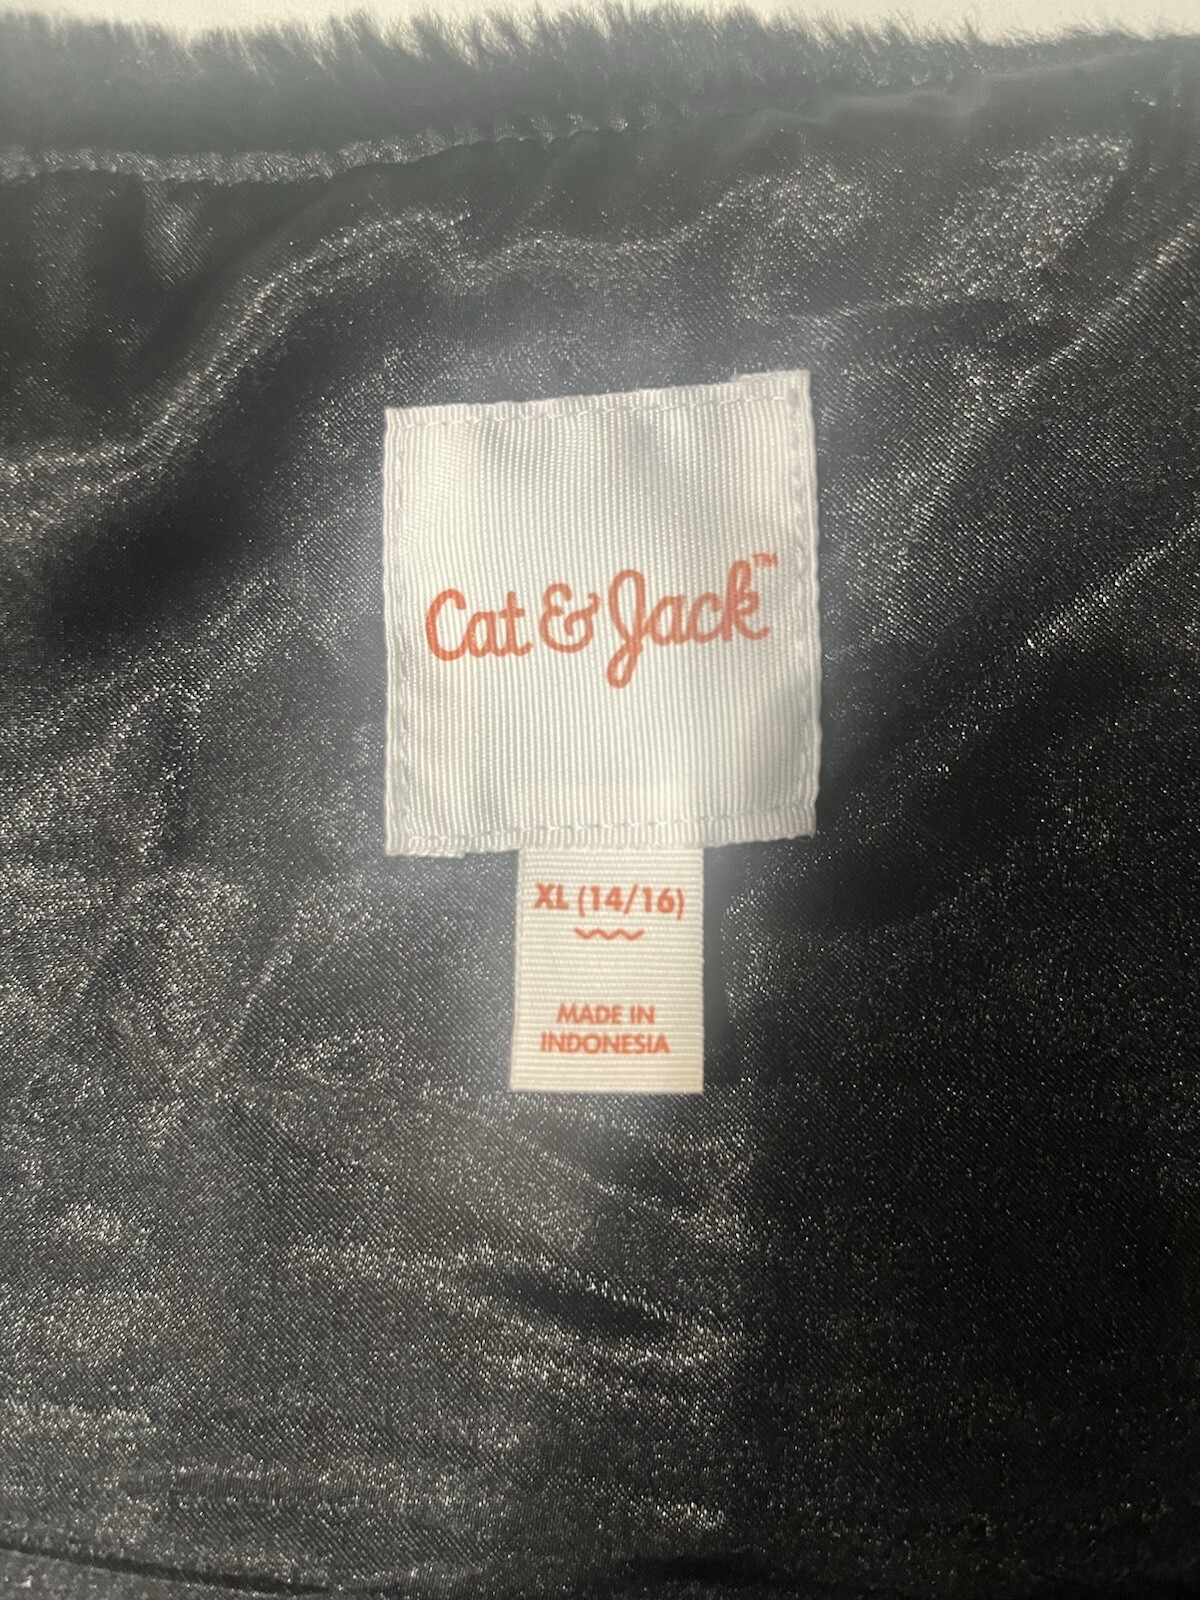 Cat & Jack™
XL (14/16)
MADE IN
INDONESIA